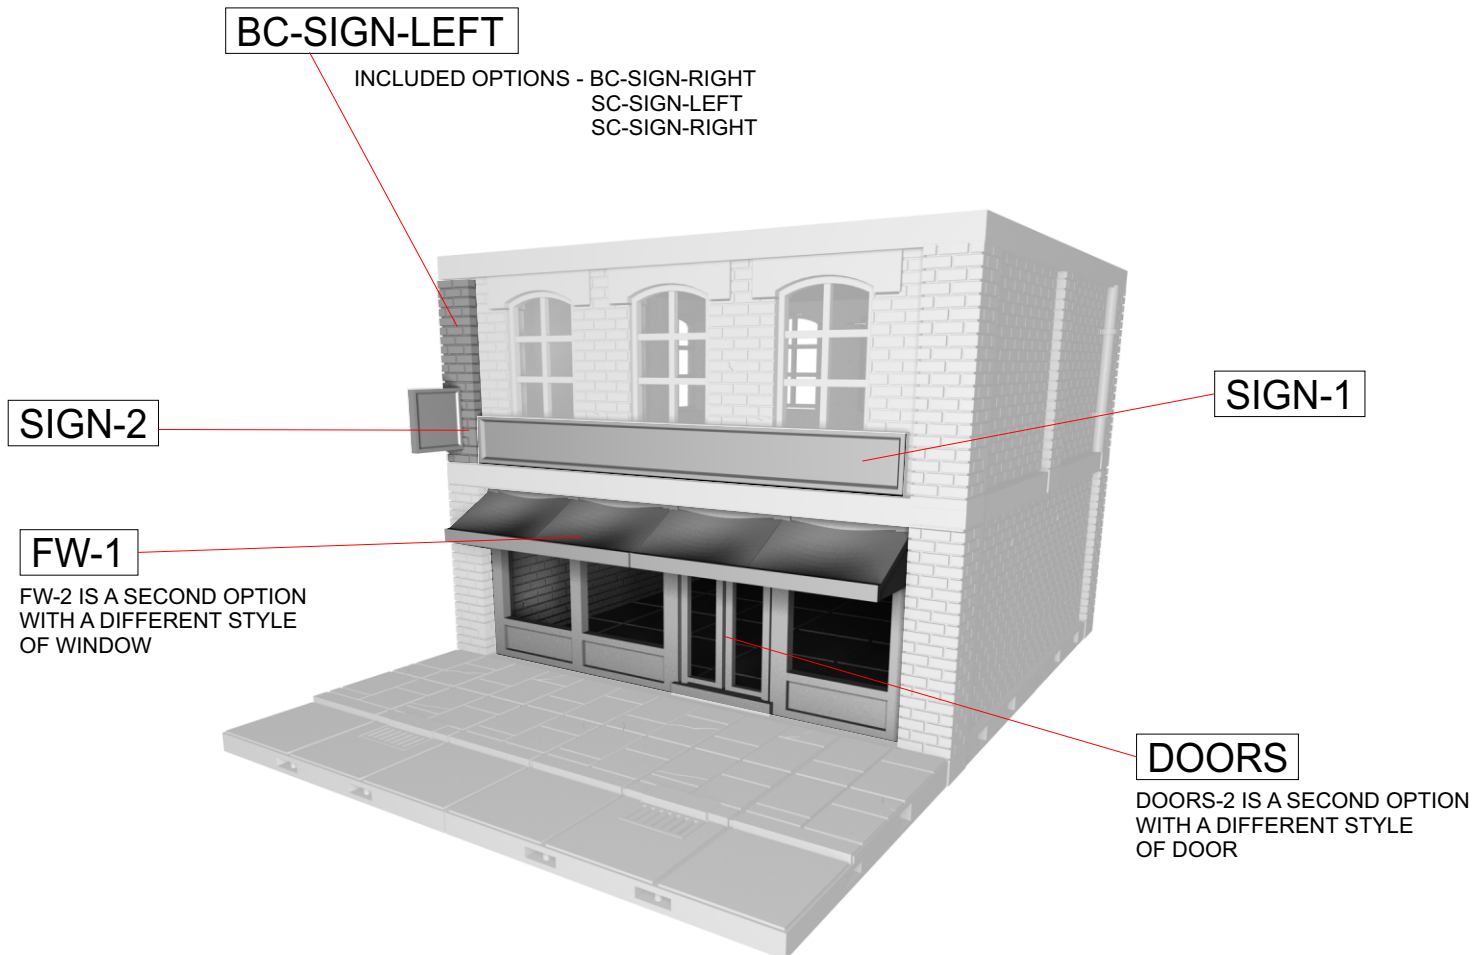 BC-SIGN-LEFT
INCLUDED OPTIONS - BC-SIGN-RIGHT
SC-SIGN-LEFT
SC-SIGN-RIGHT
SIGN-1
SIGN-2
FW-1
FW-2 IS A SECOND OPTION
WITH A DIFFERENT STYLE
OF WINDOW
DOORS
DOORS-2 IS A SECOND OPTION
WITH A DIFFERENT STYLE
OF DOOR